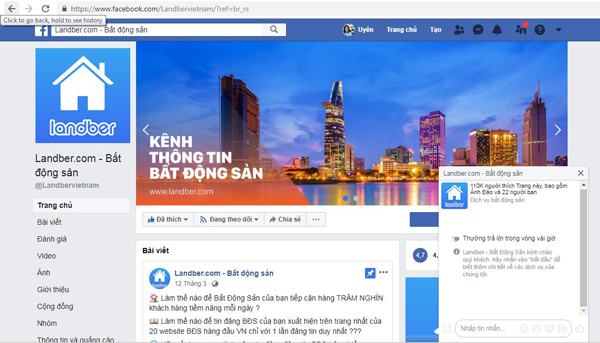 https://www.facebook.com/Landbervietnam/?ref=br_rs
Click to go back, hold to see history
Landber.com - Bất động sản
Uyên
Trang chủ
Tạo
landber
Landber.com - Bất
động sản
@Landbervietnam
Trang chủ
Bài viết
Đánh giá
Video
Ảnh
Giới thiệu
Cộng đồng
Nhóm
Thông tin và quảng cáo
KÊNH
THÔNG TIN
BẤT ĐỘNG SẢN
www.landber.com
Đã thích
Đang theo dõi
Chia sẻ
Bài viết
Landber.com - Bất động sản
12 Tháng 3
Làm thế nào để Bất Động Sản của bạn tiếp cận hàng TRĂM NGHÌN
khách hàng tiềm năng mỗi ngày ?
Làm thế nào để tin đăng BĐS của bạn xuất hiện trên trang nhất của
20 website BĐS hàng đầu VN chỉ với 1 lần đăng tin duy nhất ???
4,7
Landber.com - Bất động sản
110K người thích Trang này, bao gồm
Anh Đào và 22 người bạn
Dịch vụ bất động sản
Thường trả lời trong vòng vài giờ
Landber - Bất động sản kính chào
quý khách. hãy nhấn vào "bắt đầu" để
biết thêm chi tiết về các dịch vụ của
chúng tôi.
Nhập tin nhắn...